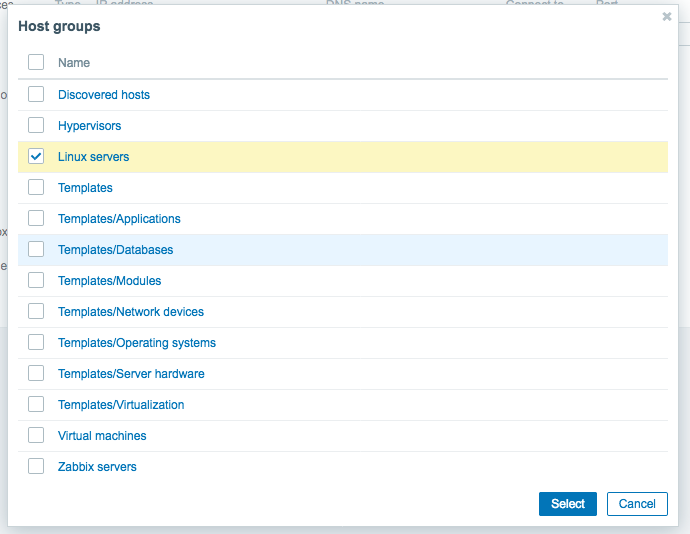 Host groups
Name
Discovered hosts
Hypervisors
Linux servers
Templates
Templates/Applications
Templates/Databases
Templates/Modules
Templates/Network devices
Templates/Operating systems
Templates/Server hardware
Templates/Virtualization
Virtual machines
Zabbix servers
Select Cancel